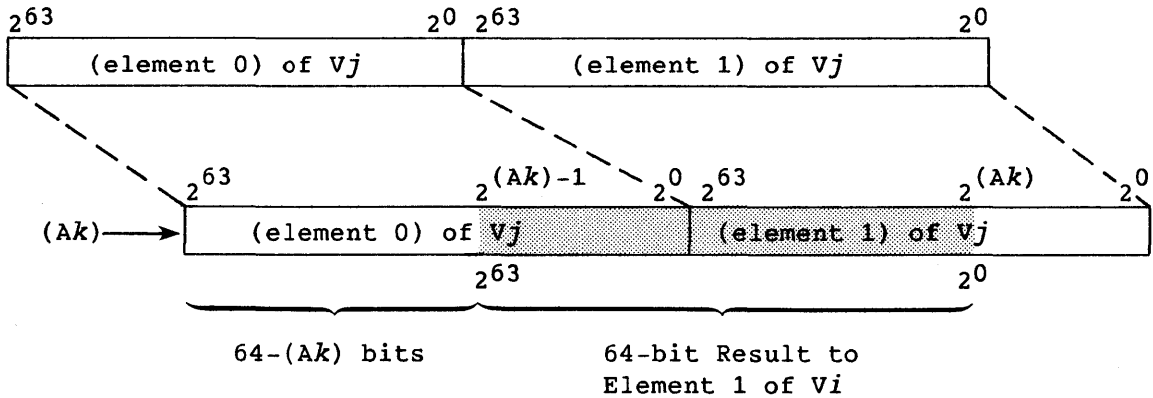 2^63 2^0 2^63 2^0
(element 0) of Vj (element 1) of Vj
2^63 2^(Ak)-1 2^0 2^63 2^(Ak) 2^0
(Ak) (element 0) of Vj (element 1) of Vj
2^63 2^0
64-(Ak) bits 64-bit Result to
Element 1 of Vi